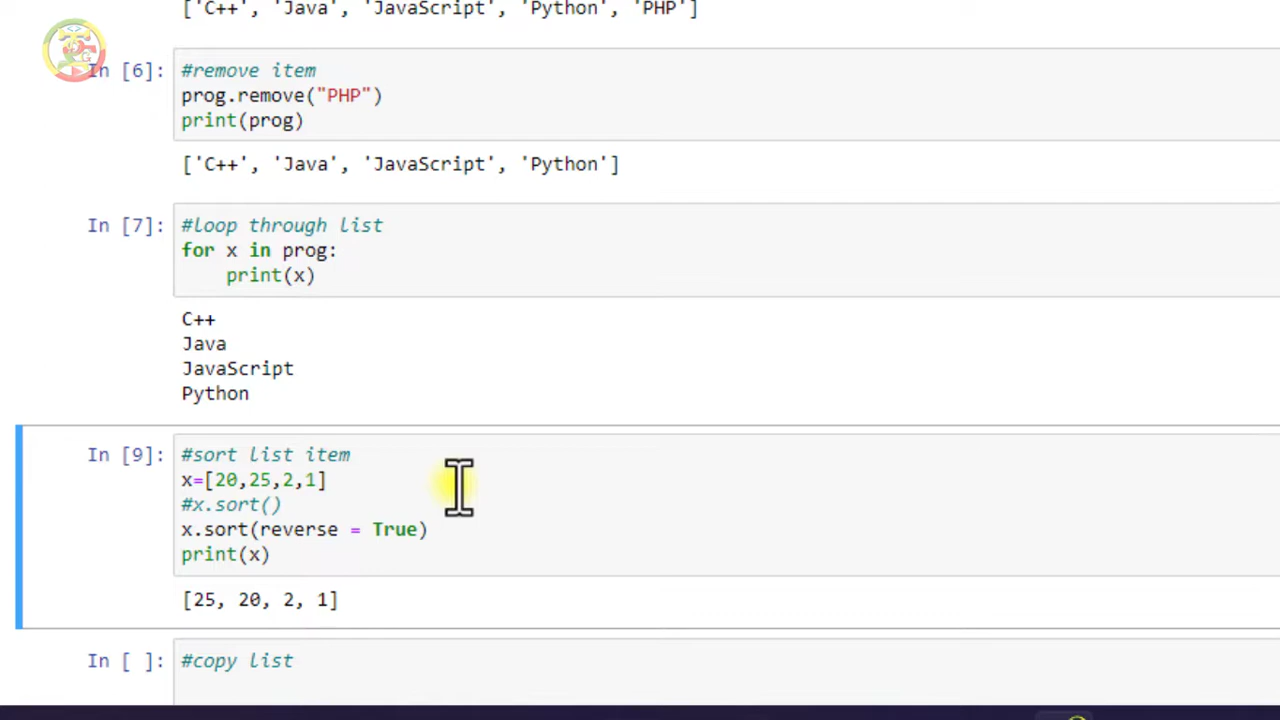 ['C++', 'Java', 'JavaScript', 'Python', 'PHP']
In [6]: #remove item
prog.remove("PHP")
print(prog)
['C++', 'Java', 'JavaScript', 'Python']
In [7]: #loop through list
for x in prog:
    print(x)
C++
Java
JavaScript
Python
In [9]: #sort list item
x=[20,25,2,1]
#x.sort()
x.sort(reverse = True)
print(x)
[25, 20, 2, 1]
In [ ]: #copy list